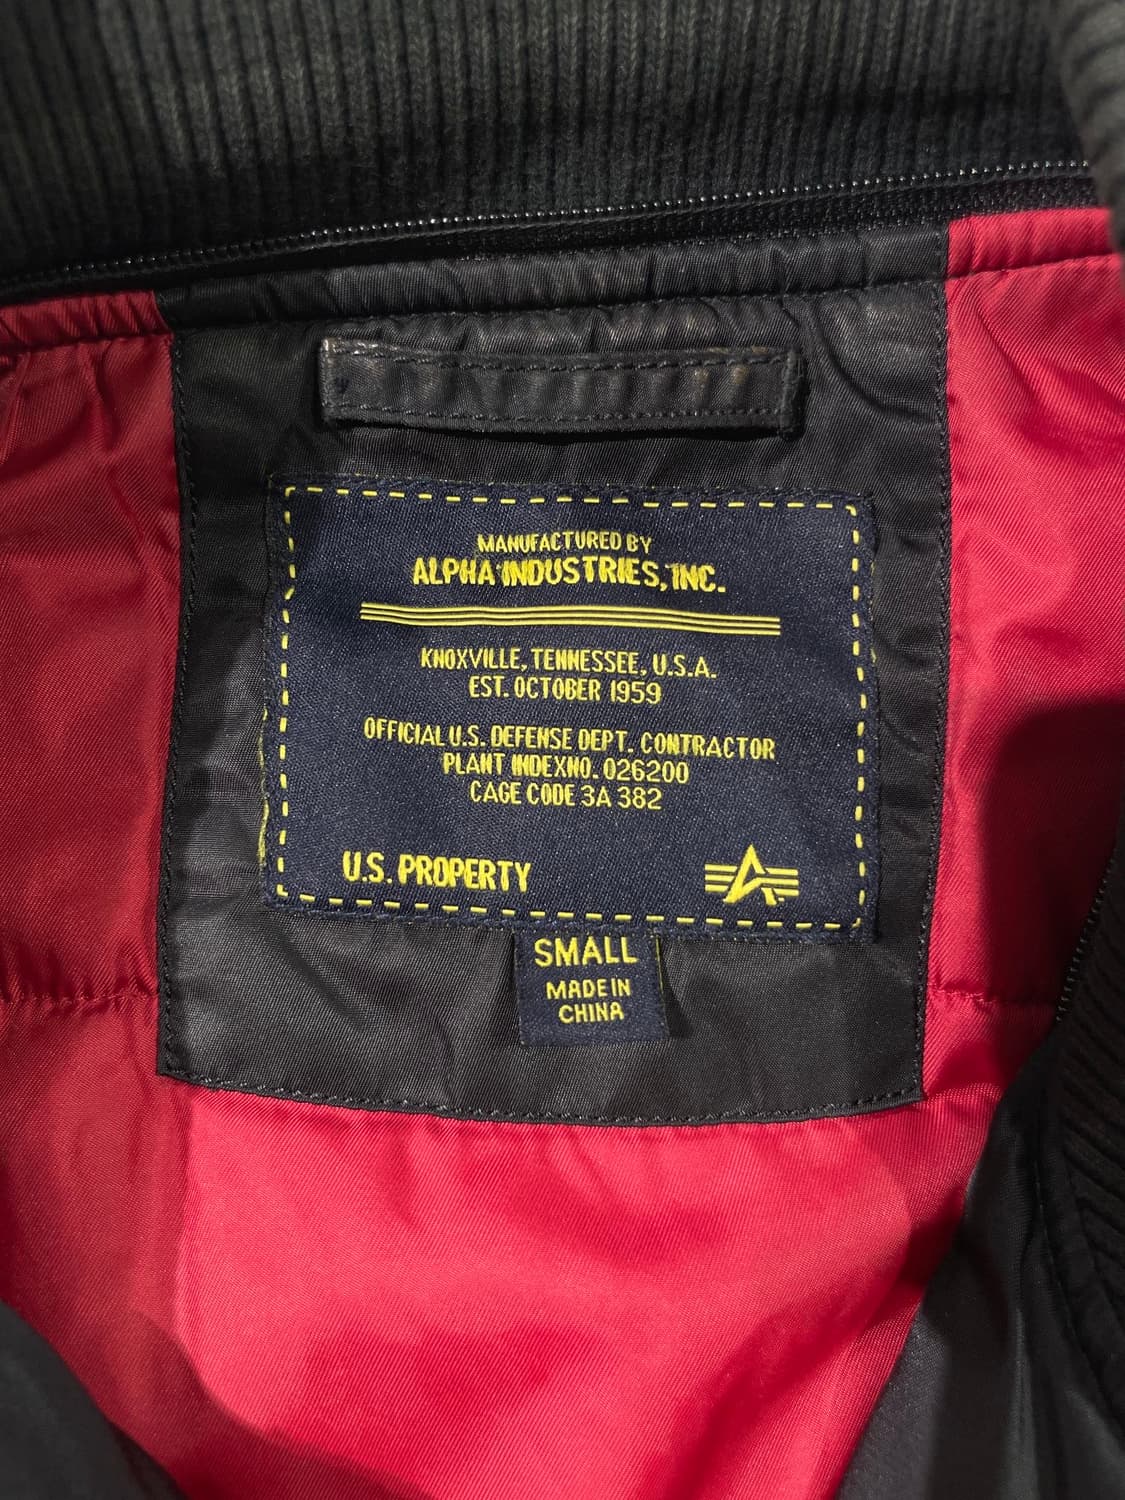 MANUFACTURED BY
ALPHA INDUSTRIES, INC.
KNOXVILLE, TENNESSEE, U.S.A.
EST. OCTOBER 1959
OFFICIAL U.S. DEFENSE DEPT. CONTRACTOR
PLANT INDEXNO. 026200
CAGE CODE 3A 382
U.S. PROPERTY
A
SMALL
MADE IN
CHINA